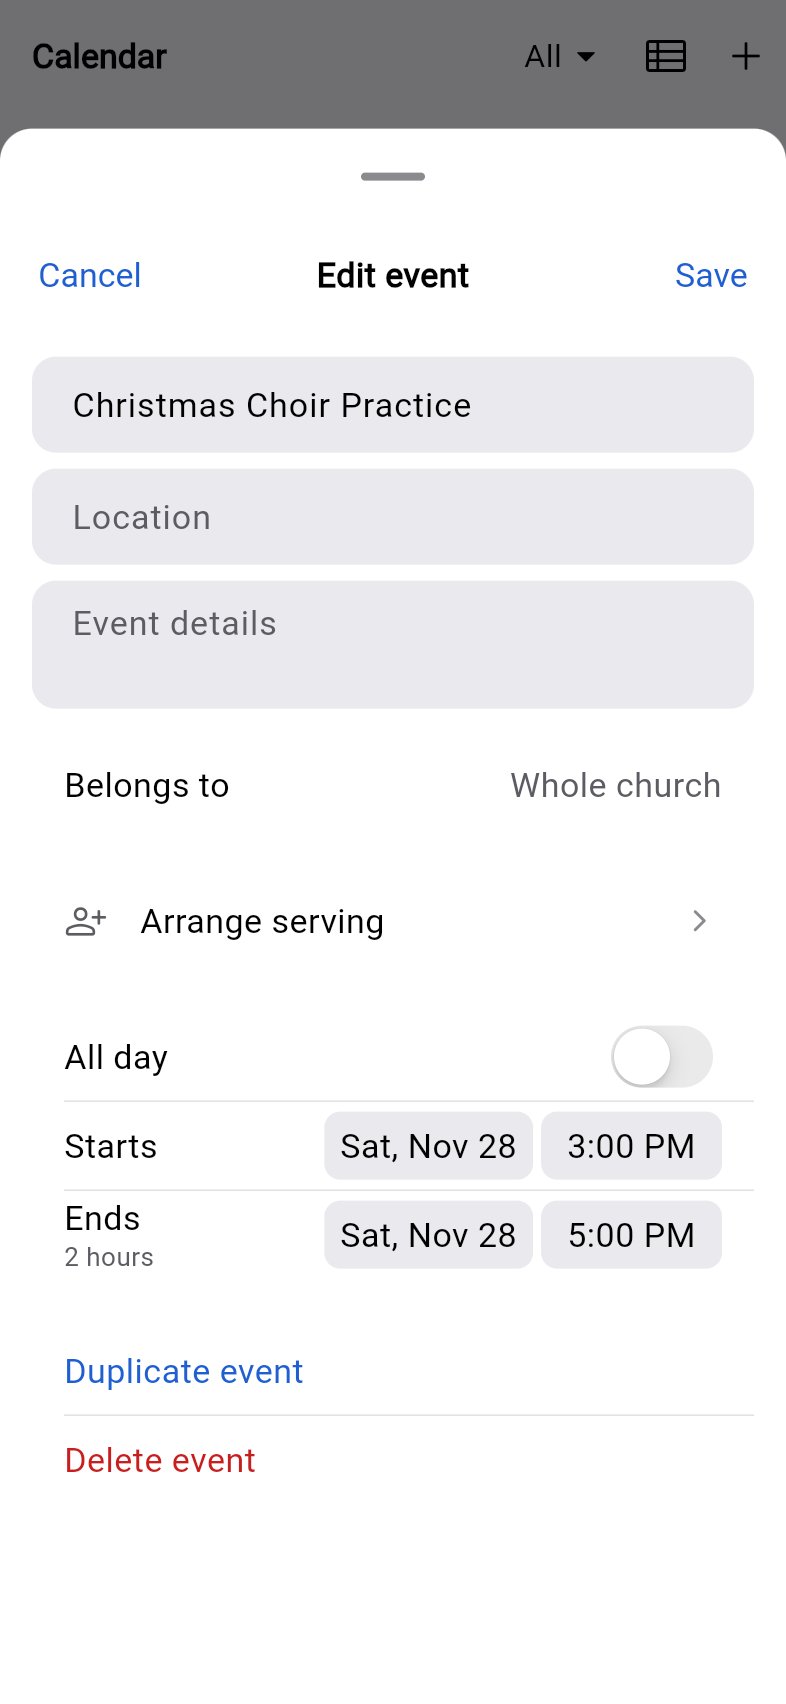 Calendar All
Cancel Edit event Save
Christmas Choir Practice
Location
Event details
Belongs to Whole church
Arrange serving
All day
Starts Sat, Nov 28 3:00 PM
Ends Sat, Nov 28 5:00 PM
2 hours
Duplicate event
Delete event